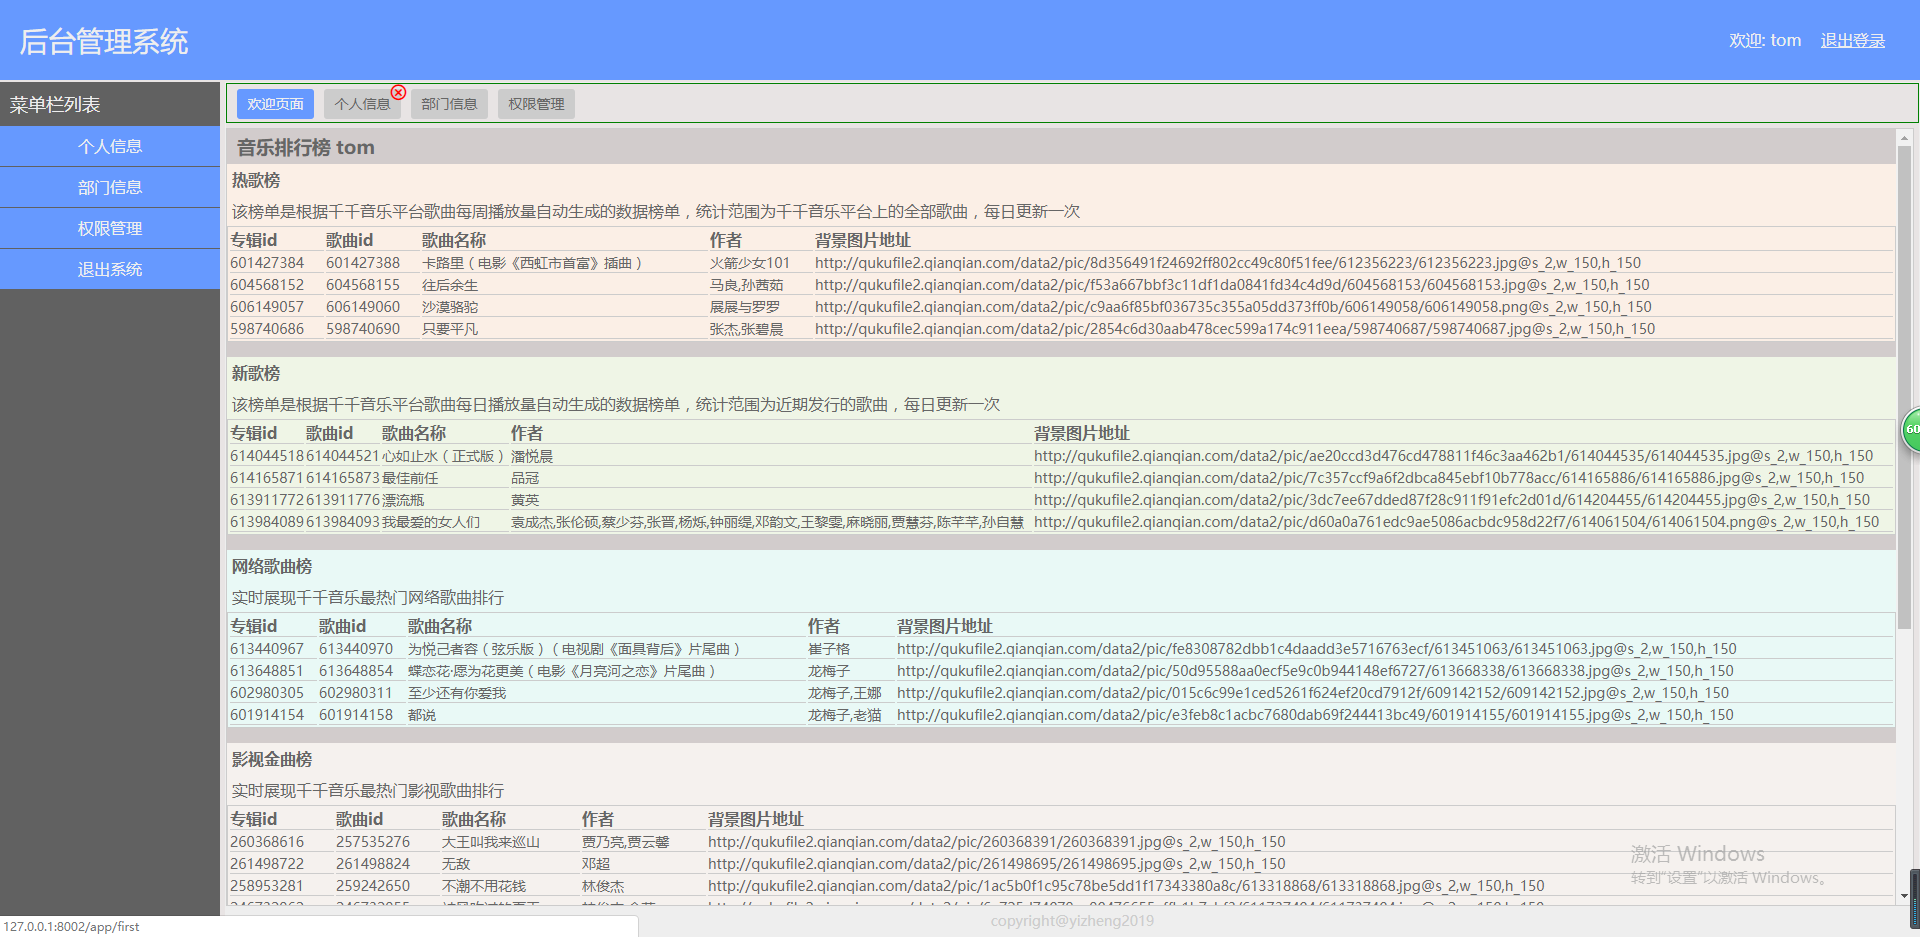 后台管理系统
欢迎: tom 退出登录
菜单栏列表
个人信息
部门信息
权限管理
退出系统
欢迎页面 个人信息 部门信息 权限管理
音乐排行榜 tom
热歌榜
该榜单是根据千千音乐平台歌曲每周播放量自动生成的数据榜单，统计范围为千千音乐平台上的全部歌曲，每日更新一次
专辑id 歌曲id 歌曲名称 作者 背景图片地址
601427384 601427388 卡路里（电影《西虹市首富》插曲） 火箭少女101 http://qukufile2.qianqian.com/data2/pic/8d356491f24692ff802cc49c80f51fee/612356223/612356223.jpg@s_2,w_150,h_150
604568152 604568155 往后余生 马良,孙茜茹 http://qukufile2.qianqian.com/data2/pic/f53a667bbf3c11df1da0841fd34c4d9d/604568153/604568153.jpg@s_2,w_150,h_150
606149057 606149060 沙漠骆驼 展展与罗罗 http://qukufile2.qianqian.com/data2/pic/c9aa6f85bf036735c355a05dd373ff0b/606149058/606149058.png@s_2,w_150,h_150
598740686 598740690 只要平凡 张杰,张碧晨 http://qukufile2.qianqian.com/data2/pic/2854c6d30aab478cec599a174c911eea/598740687/598740687.jpg@s_2,w_150,h_150
新歌榜
该榜单是根据千千音乐平台歌曲每日播放量自动生成的数据榜单，统计范围为近期发行的歌曲，每日更新一次
专辑id 歌曲id 歌曲名称 作者 背景图片地址
614044518 614044521 心如止水（正式版） 潘悦晨 http://qukufile2.qianqian.com/data2/pic/ae20ccd3d476cd478811f46c3aa462b1/614044535/614044535.jpg@s_2,w_150,h_150
614165871 614165873 最佳前任 品冠 http://qukufile2.qianqian.com/data2/pic/7c357ccf9a6f2dbca845ebf10b778acc/614165886/614165886.jpg@s_2,w_150,h_150
613911772 613911776 漂流瓶 黄英 http://qukufile2.qianqian.com/data2/pic/3dc7ee67dded87f28c911f91efc2d01d/614204455/614204455.jpg@s_2,w_150,h_150
613984089 613984093 我最爱的女人们 袁成杰,张伦硕,蔡少芬,张晋,杨烁,钟丽缇,邓韵文,王黎雯,麻晓丽,贾慧芬,陈芊芊,孙自慧 http://qukufile2.qianqian.com/data2/pic/d60a0a761edc9ae5086acbdc958d22f7/614061504/614061504.png@s_2,w_150,h_150
网络歌曲榜
实时展现千千音乐最热门网络歌曲排行
专辑id 歌曲id 歌曲名称 作者 背景图片地址
613440967 613440970 为悦己者容（弦乐版）（电视剧《面具背后》片尾曲） 崔子格 http://qukufile2.qianqian.com/data2/pic/fe8308782dbb1c4daadd3e5716763ecf/613451063/613451063.jpg@s_2,w_150,h_150
613648851 613648854 蝶恋花·愿为花更美（电影《月亮河之恋》片尾曲） 龙梅子 http://qukufile2.qianqian.com/data2/pic/50d95588aa0ecf5e9c0b944148ef6727/613668338/613668338.jpg@s_2,w_150,h_150
602980305 602980311 至少还有你爱我 龙梅子,王娜 http://qukufile2.qianqian.com/data2/pic/015c6c99e1ced5261f624ef20cd7912f/609142152/609142152.jpg@s_2,w_150,h_150
601914154 601914158 都说 龙梅子,老猫 http://qukufile2.qianqian.com/data2/pic/e3feb8c1acbc7680dab69f244413bc49/601914155/601914155.jpg@s_2,w_150,h_150
影视金曲榜
实时展现千千音乐最热门影视歌曲排行
专辑id 歌曲id 歌曲名称 作者 背景图片地址
260368616 257535276 大王叫我来巡山 贾乃亮,贾云馨 http://qukufile2.qianqian.com/data2/pic/260368391/260368391.jpg@s_2,w_150,h_150
261498722 261498824 无敌 邓超 http://qukufile2.qianqian.com/data2/pic/261498695/261498695.jpg@s_2,w_150,h_150
258953281 259242650 不潮不用花钱 林俊杰 http://qukufile2.qianqian.com/data2/pic/1ac5b0f1c95c78be5dd1f17343380a8c/613318868/613318868.jpg@s_2,w_150,h_150
激活 Windows
转到"设置"以激活 Windows。
60
copyright@yizheng2019
127.0.0.1:8002/app/first